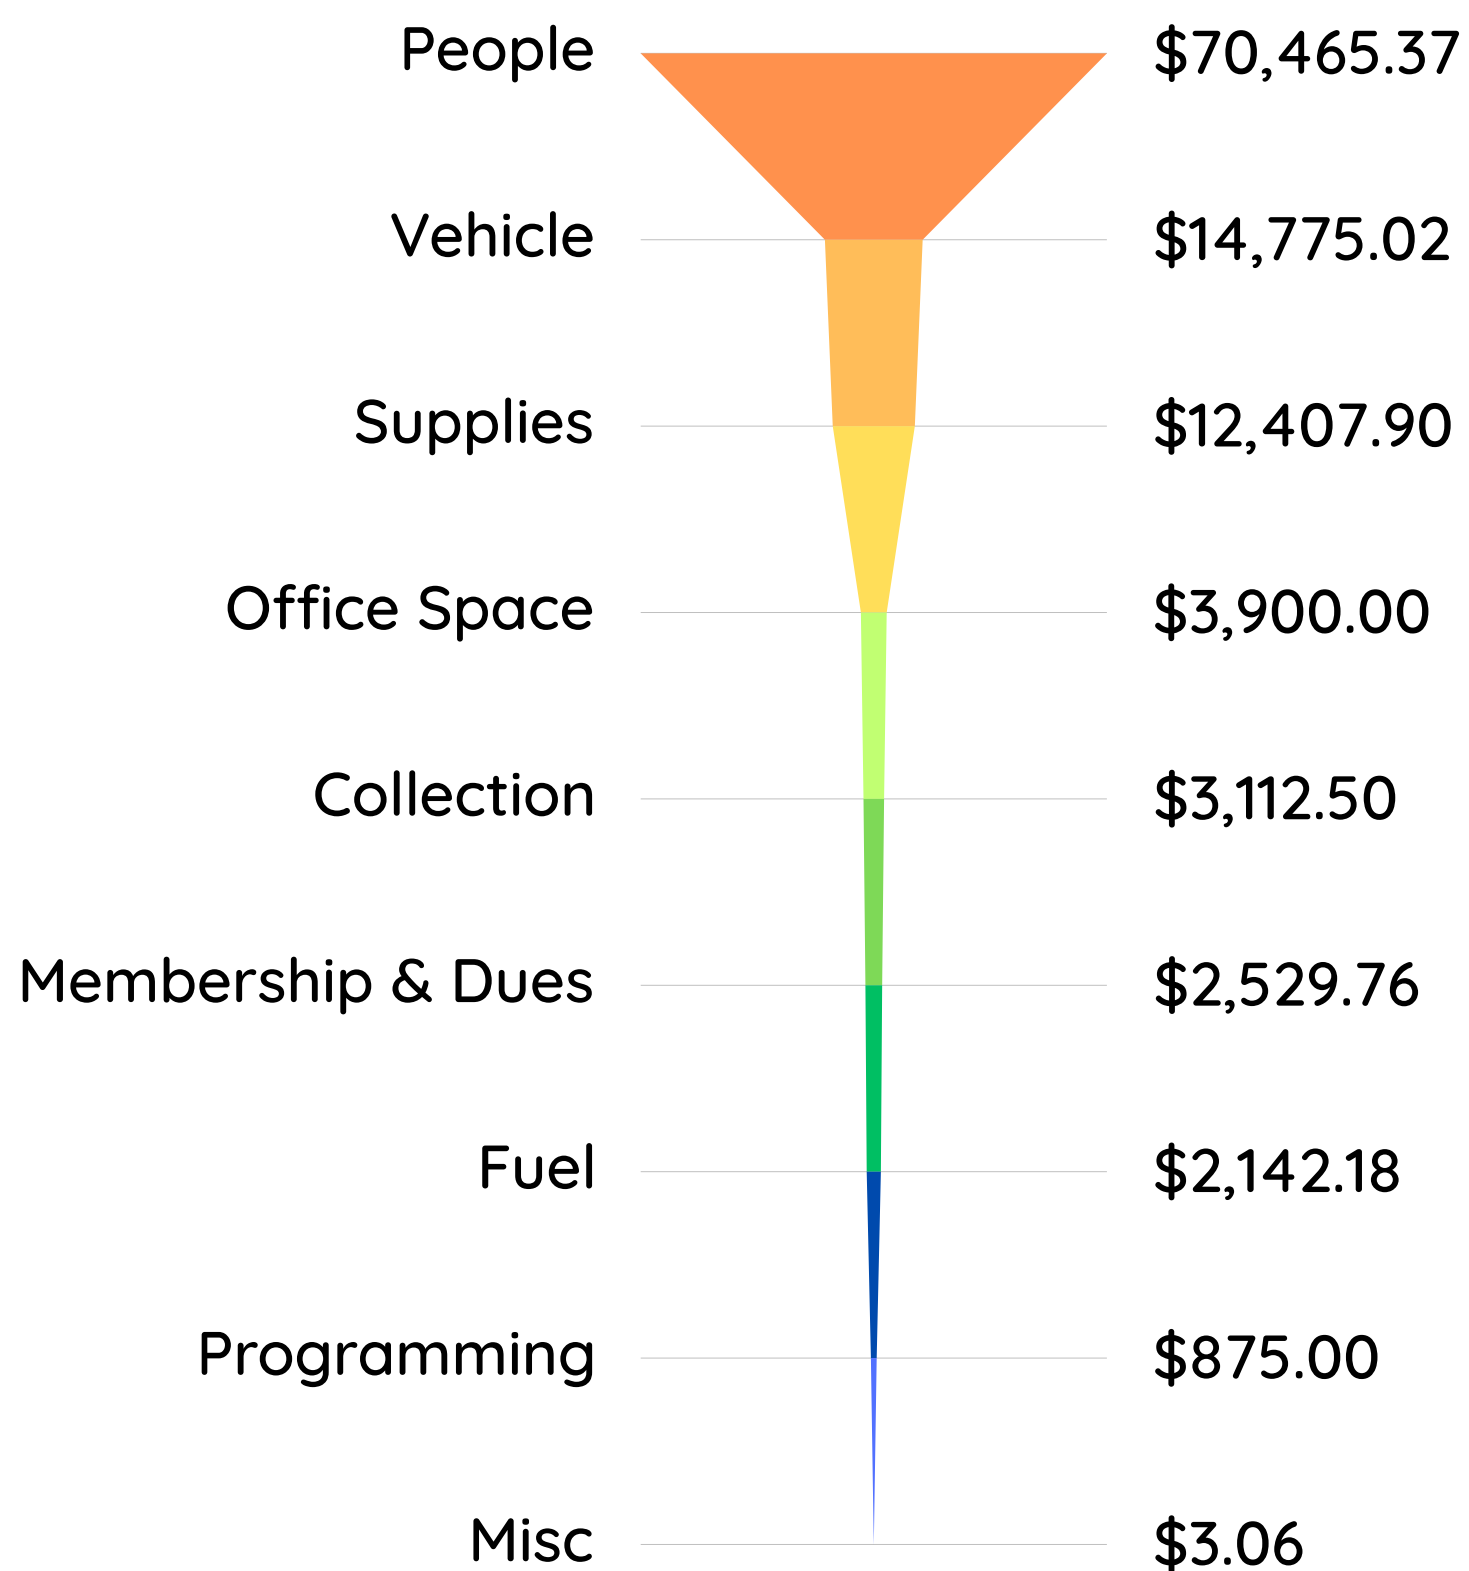 People $70,465.37
Vehicle $14,775.02
Supplies $12,407.90
Office Space $3,900.00
Collection $3,112.50
Membership & Dues $2,529.76
Fuel $2,142.18
Programming $875.00
Misc $3.06